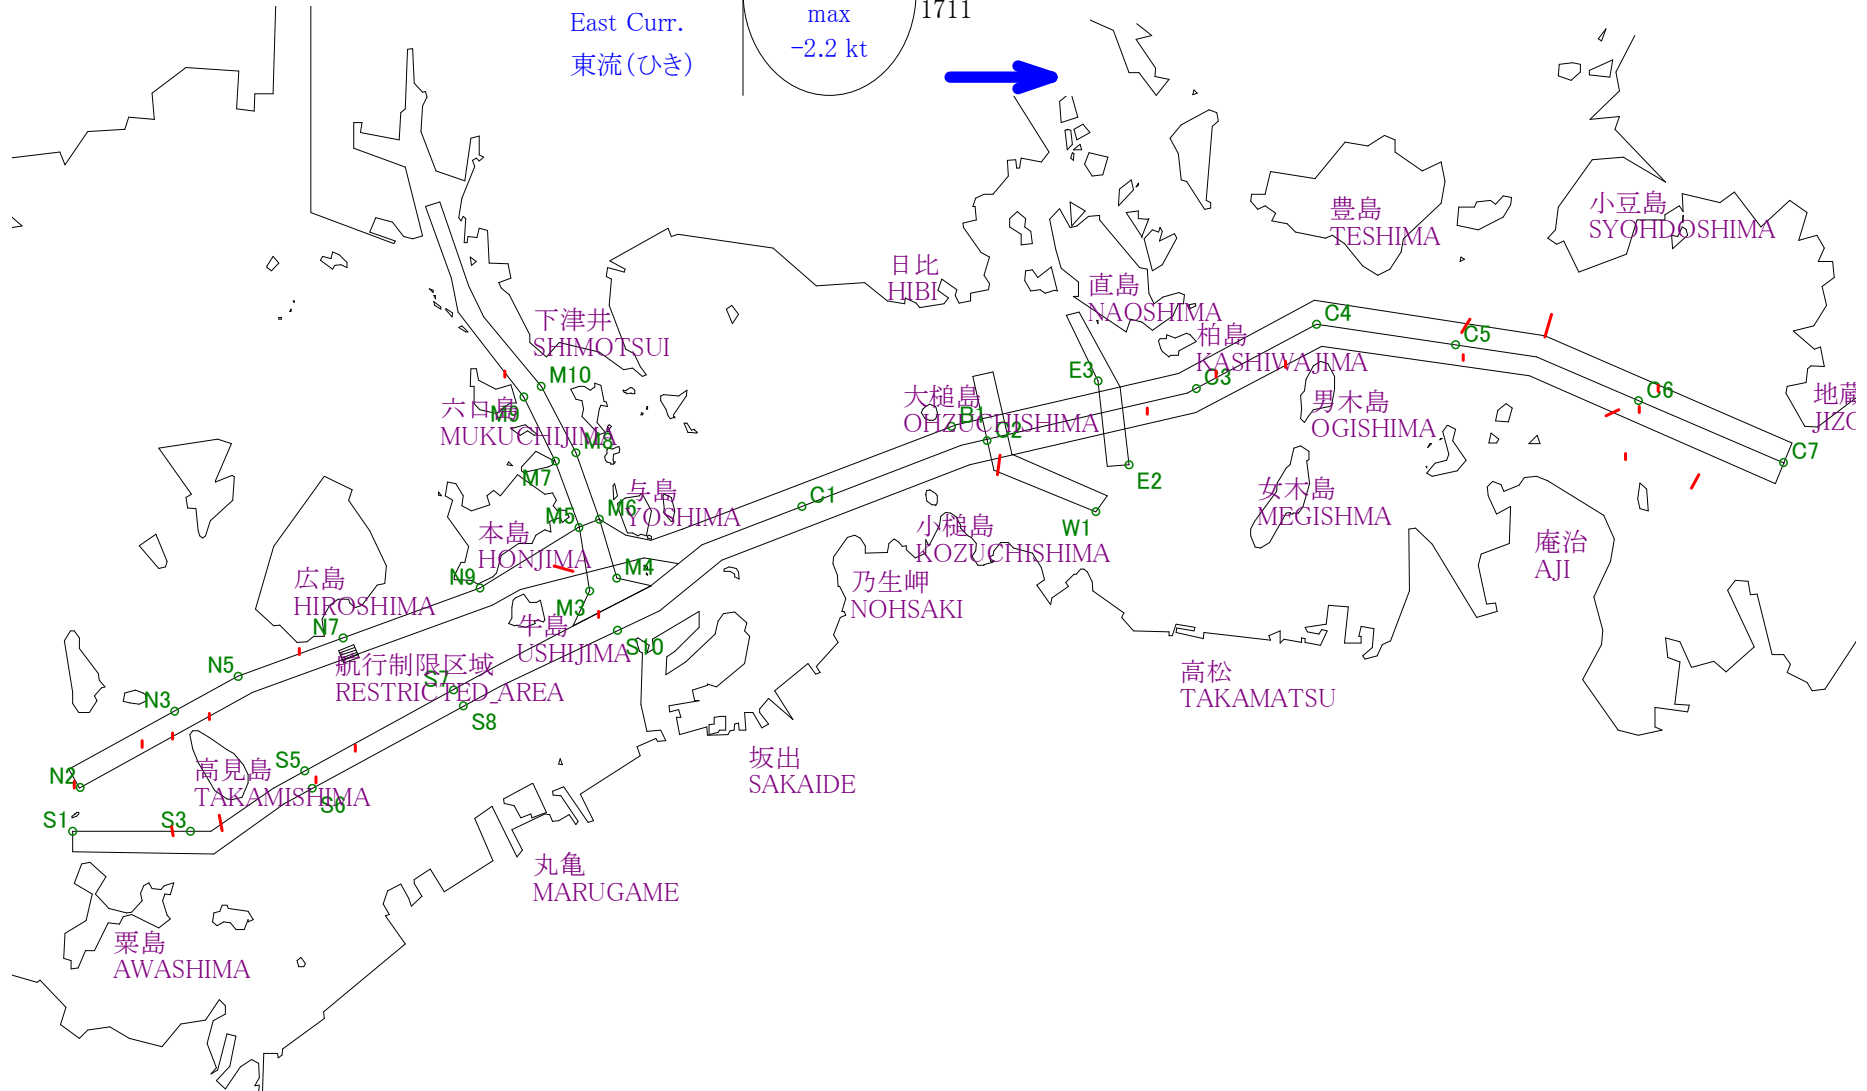 East Curr.
東流(ひき)
max
-2.2 kt
1711
豊島
TESHIMA
小豆島
SYOHDOSHIMA
日比
HIBI
直島
NAOSHIMA
下津井
SHIMOTSUI
柏島
KASHIWAJIMA
C4
C5
M10
E3
C3
C6
六口島
MUKUCHIJIMA
M9
M8
大槌島
OHZUCHISHIMA
B1
C2
男木島
OGISHIMA
地蔵
JIZO
M7
E2
C7
与島
YOSHIMA
C1
女木島
MEGISHMA
M5
M6
W1
本島
HONJIMA
小槌島
KOZUCHISHIMA
庵治
AJI
N9
M4
M3
広島
HIROSHIMA
乃生岬
NOHSAKI
N7
牛島
USHIJIMA
S10
N5
航行制限区域
RESTRICTED_AREA
S7
高松
TAKAMATSU
N3
S8
N2
高見島
TAKAMISHIMA
S5
S6
坂出
SAKAIDE
S1
S3
丸亀
MARUGAME
粟島
AWASHIMA